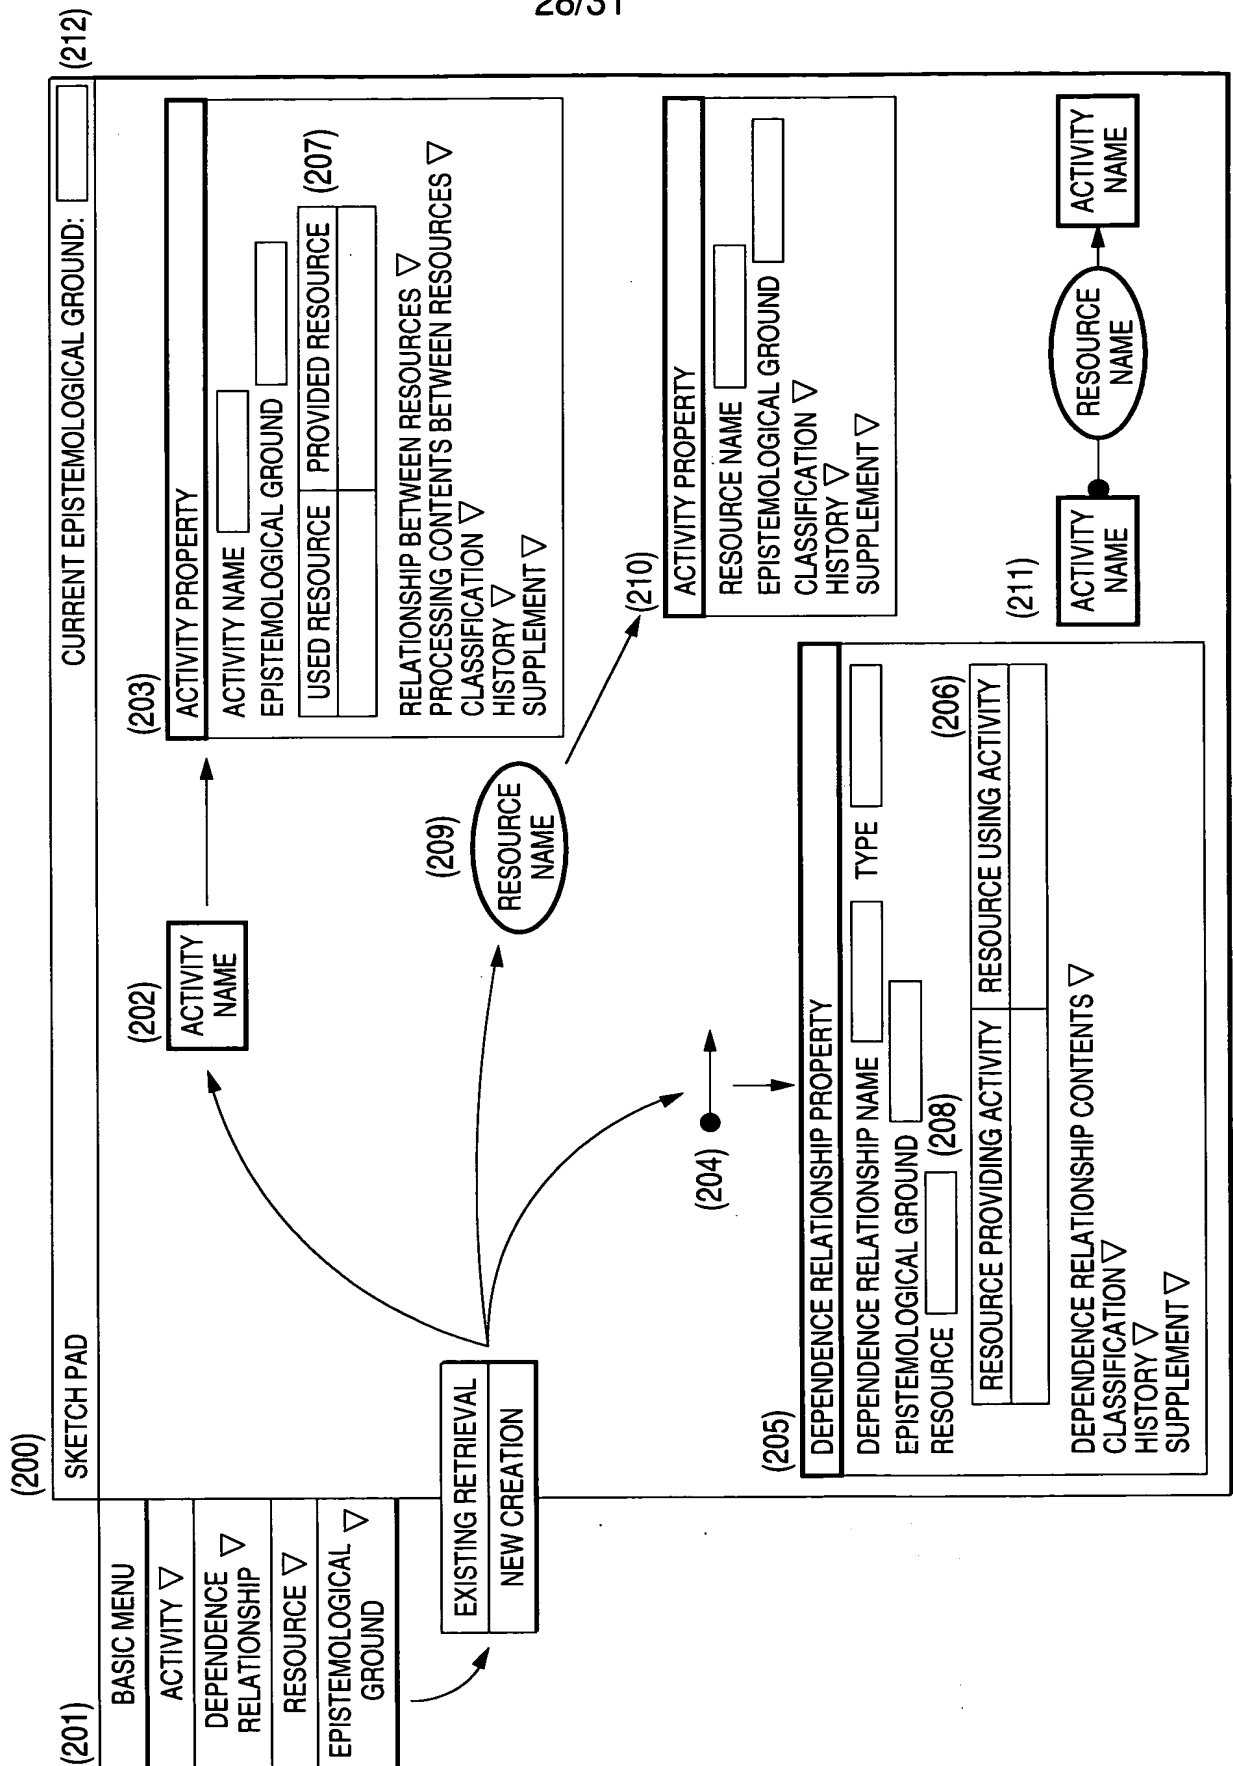 28/31
(200)
SKETCH PAD
CURRENT EPISTEMOLOGICAL GROUND:
(212)
(201)
BASIC MENU
ACTIVITY ▽
DEPENDENCE ▽
RELATIONSHIP
RESOURCE ▽
EPISTEMOLOGICAL ▽
GROUND
EXISTING RETRIEVAL
NEW CREATION
(202)
ACTIVITY
NAME
(203)
ACTIVITY PROPERTY
ACTIVITY NAME
EPISTEMOLOGICAL GROUND
USED RESOURCE
PROVIDED RESOURCE
(207)
RELATIONSHIP BETWEEN RESOURCES ▽
PROCESSING CONTENTS BETWEEN RESOURCES ▽
CLASSIFICATION ▽
HISTORY ▽
SUPPLEMENT ▽
(209)
RESOURCE
NAME
(210)
ACTIVITY PROPERTY
RESOURCE NAME
EPISTEMOLOGICAL GROUND
CLASSIFICATION ▽
HISTORY ▽
SUPPLEMENT ▽
(204)
(205)
DEPENDENCE RELATIONSHIP PROPERTY
DEPENDENCE RELATIONSHIP NAME
TYPE
EPISTEMOLOGICAL GROUND
RESOURCE
(208)
(206)
RESOURCE PROVIDING ACTIVITY
RESOURCE USING ACTIVITY
DEPENDENCE RELATIONSHIP CONTENTS ▽
CLASSIFICATION ▽
HISTORY ▽
SUPPLEMENT ▽
(211)
ACTIVITY
NAME
RESOURCE
NAME
ACTIVITY
NAME